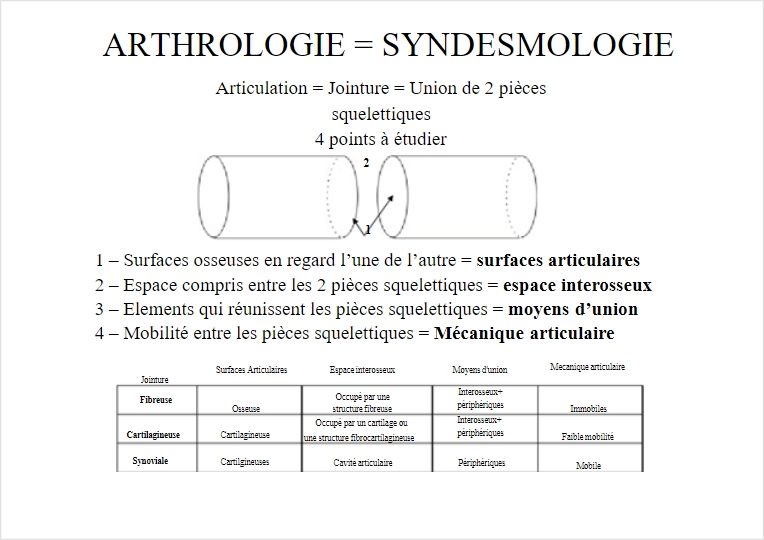 ARTHROLOGIE = SYNDESMOLOGIE
Articulation = Jointure = Union de 2 pièces
squelettiques
4 points à étudier
2
1
1 – Surfaces osseuses en regard l’une de l’autre = surfaces articulaires
2 – Espace compris entre les 2 pièces squelettiques = espace interosseux
3 – Elements qui réunissent les pièces squelettiques = moyens d’union
4 – Mobilité entre les pièces squelettiques = Mécanique articulaire
Jointure
Surfaces Articulaires
Espace interosseux
Moyens d'union
Mecanique articulaire
Fibreuse
Osseuse
Occupé par une
structure fibreuse
Interosseux+
périphériques
Immobiles
Cartilagineuse
Cartilagineuse
Occupé par un cartilage ou
une structure fibrocartilagineuse
Interosseux+
périphériques
Faible mobilité
Synoviale
Cartilgineuses
Cavité articulaire
Périphériques
Mobile